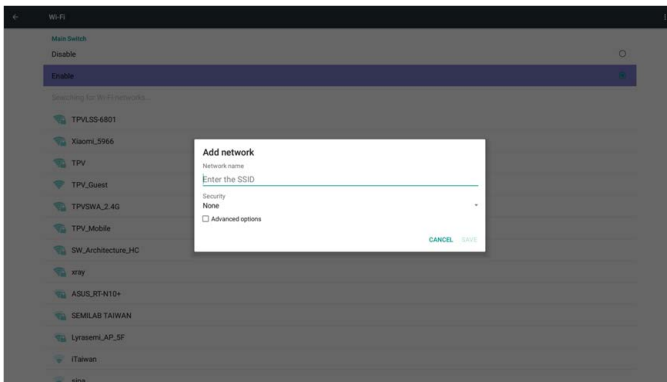 Wi-Fi
Main Switch
Disable
Enable
Searching for Wi-Fi networks...
TPVLSS-6801
Xiaomi_5966
TPV
TPV_Guest
TPVSWA_2.4G
TPV_Mobile
SW_Architecture_HC
xray
ASUS_RT-N10+
SEMILAB TAIWAN
Lyrasemi_AP_5F
iTaiwan
Add network
Network name
Enter the SSID
Security
None
Advanced options
CANCEL SAVE